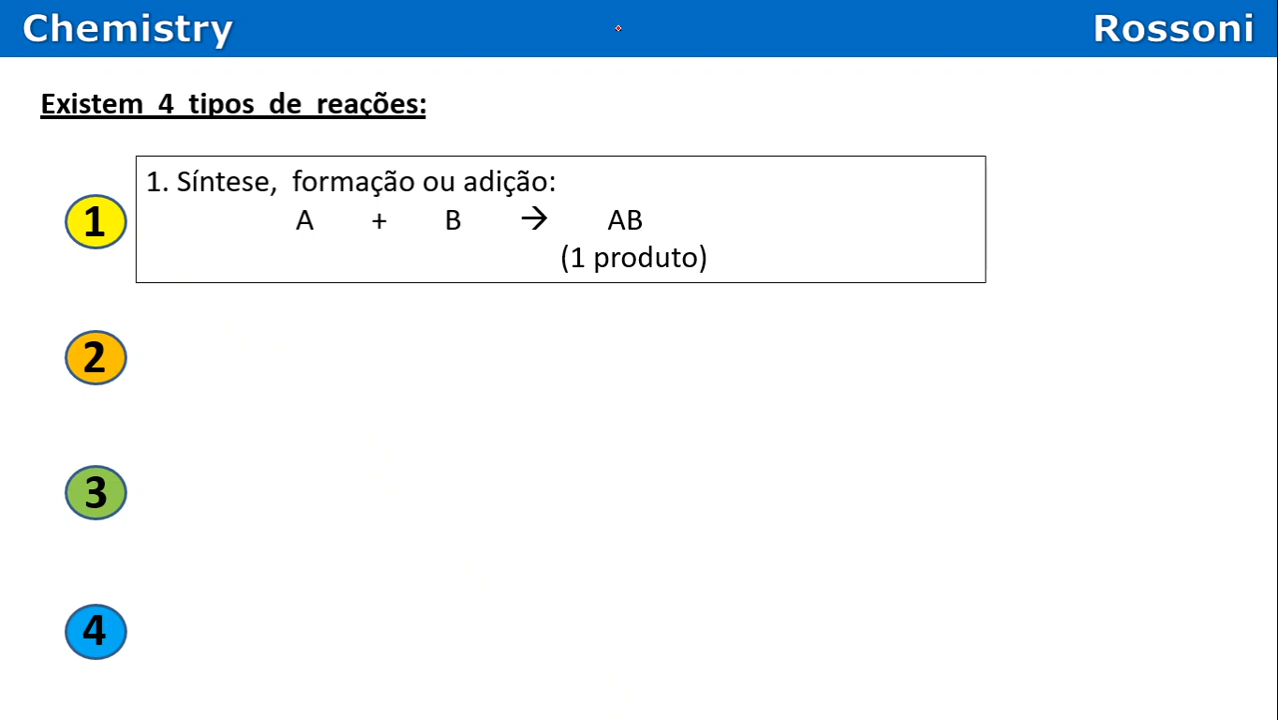 Chemistry Rossoni
Existem 4 tipos de reações:
1. Síntese, formação ou adição:
1 A + B → AB
(1 produto)
2
3
4